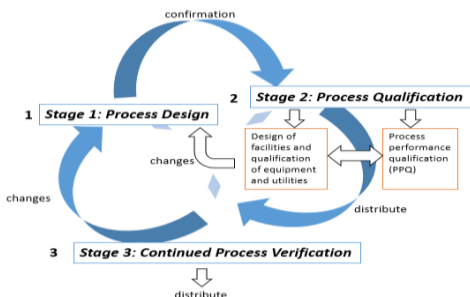 confirmation
2
Stage 2: Process Qualification
1
Stage 1: Process Design
Design of
facilities and
qualification
of equipment
and utilities
Process
performance
qualification
(PPQ)
changes
changes
distribute
3
Stage 3: Continued Process Verification
distribute